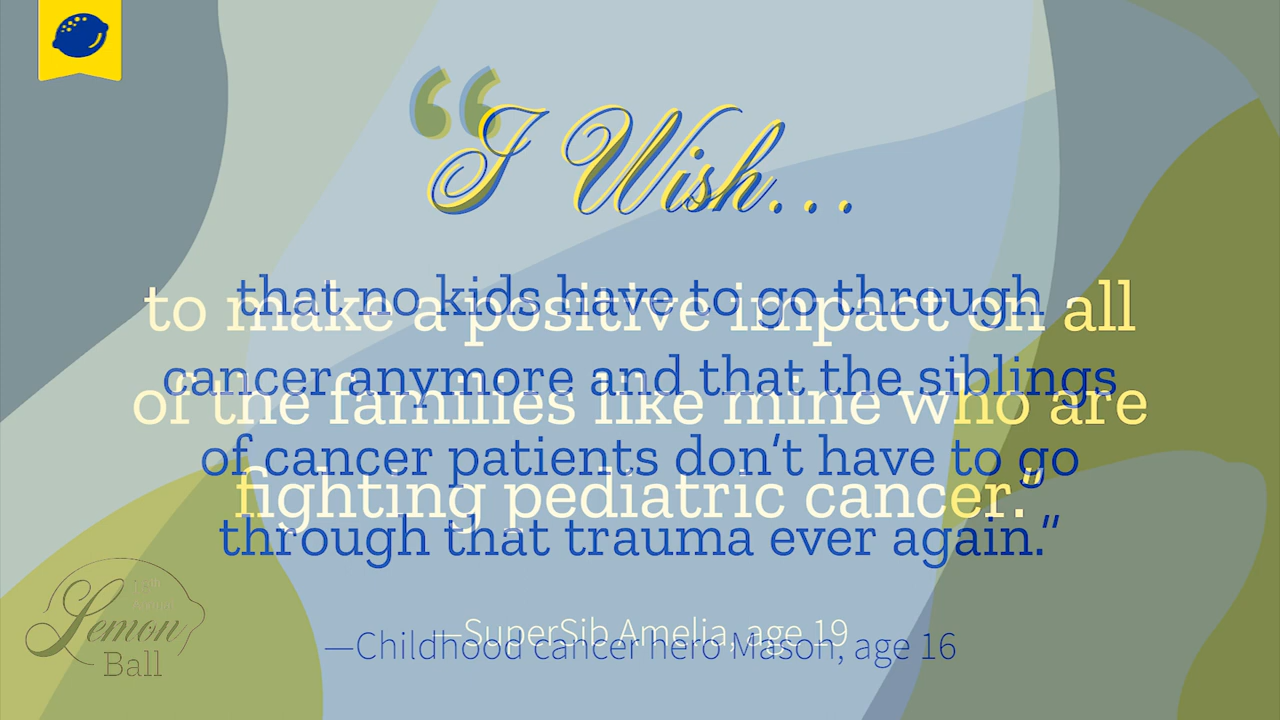 “I Wish...
that no kids have to go through
cancer anymore and that the siblings
of cancer patients don’t have to go
through that trauma ever again.”
—Childhood cancer hero Mason, age 16
to make a positive impact on all
of the families like mine who are
fighting pediatric cancer.”
—SuperSib Amelia, age 19
Lemon
Ball